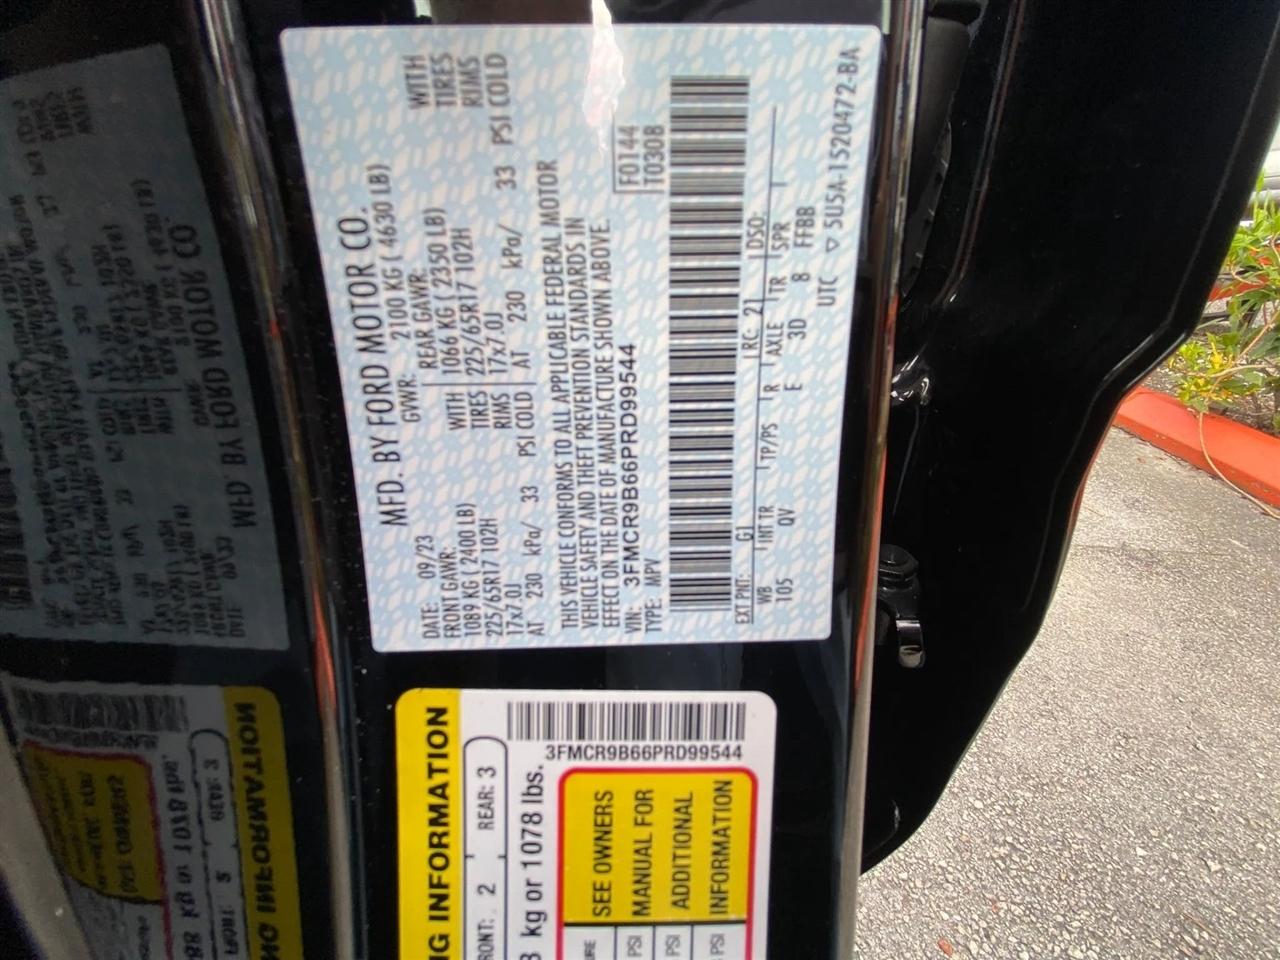 MFD. BY FORD MOTOR CO.
DATE: 09/23 GVWR: 2100 KG ( 4630 LB)
FRONT GAWR: REAR GAWR:
1089 KG ( 2400 LB) WITH 1066 KG ( 2350 LB) WITH
225/65R17 102H TIRES 225/65R17 102H TIRES
17x7.0J RIMS 17x7.0J RIMS
AT 230 kPa/ 33 PSI COLD AT 230 kPa/ 33 PSI COLD
THIS VEHICLE CONFORMS TO ALL APPLICABLE FEDERAL MOTOR
VEHICLE SAFETY AND THEFT PREVENTION STANDARDS IN
EFFECT ON THE DATE OF MANUFACTURE SHOWN ABOVE.
VIN: 3FMCR9B66PRD99544 F0144
TYPE: MPV T0308
EXT PNT: G1 RC: 21 DSO:
WB INT TR TP/PS R AXLE TR SPR
105 QV E 3D 8 FFBB
UTC ▽ 5U5A-1520472-BA
NG INFORMATION
FRONT: 2 REAR: 3
kg or 1078 lbs.
3FMCR9B66PRD99544
SEE OWNERS
MANUAL FOR
ADDITIONAL
INFORMATION
PSI
PSI
PSI